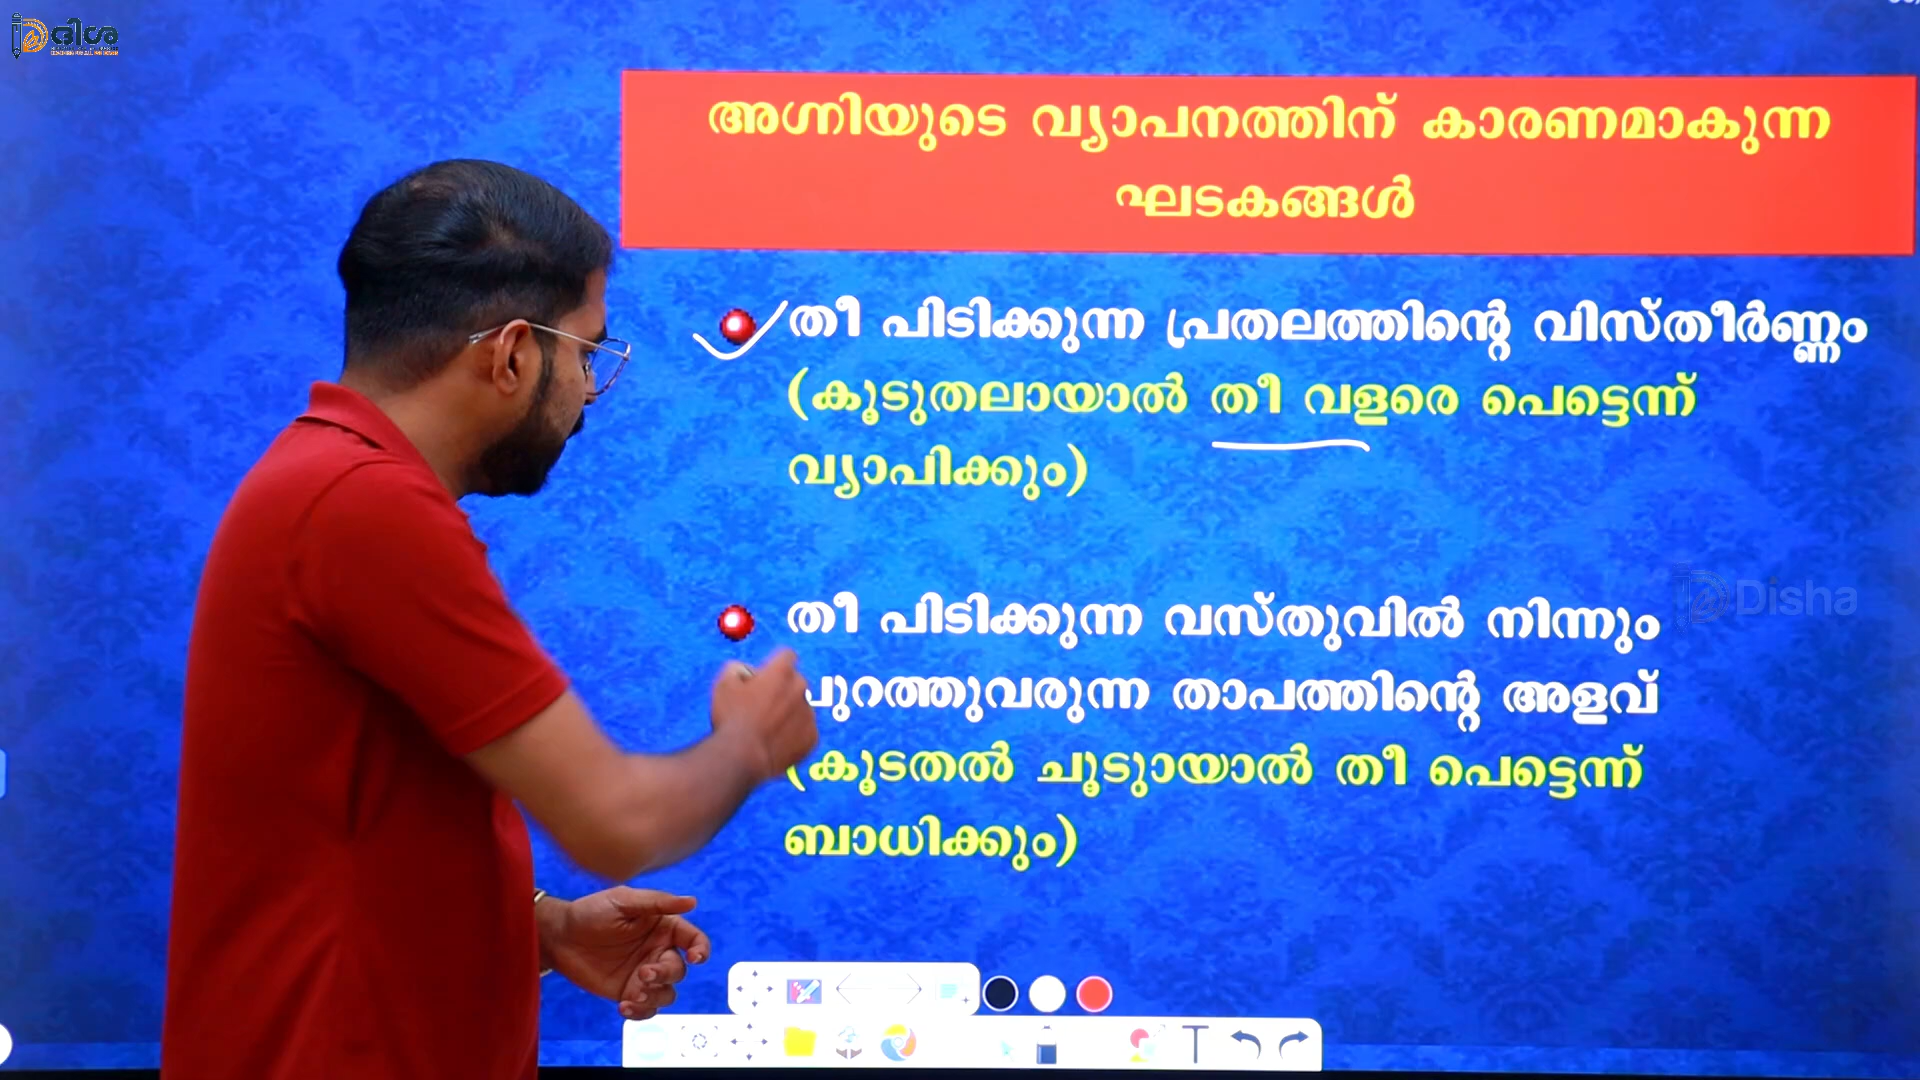 ദിശ
അഗ്നിയുടെ വ്യാപനത്തിന് കാരണമാകുന്ന
ഘടകങ്ങൾ
തീ പിടിക്കുന്ന പ്രതലത്തിന്റെ വിസ്തീർണ്ണം
(കൂടുതലായാൽ തീ വളരെ പെട്ടെന്ന്
വ്യാപിക്കും)
Disha
തീ പിടിക്കുന്ന വസ്തുവിൽ നിന്നും
പുറത്തുവരുന്ന താപത്തിന്റെ അളവ്
(കൂടതൽ ചൂടുായാൽ തീ പെട്ടെന്ന്
ബാധിക്കും)
T